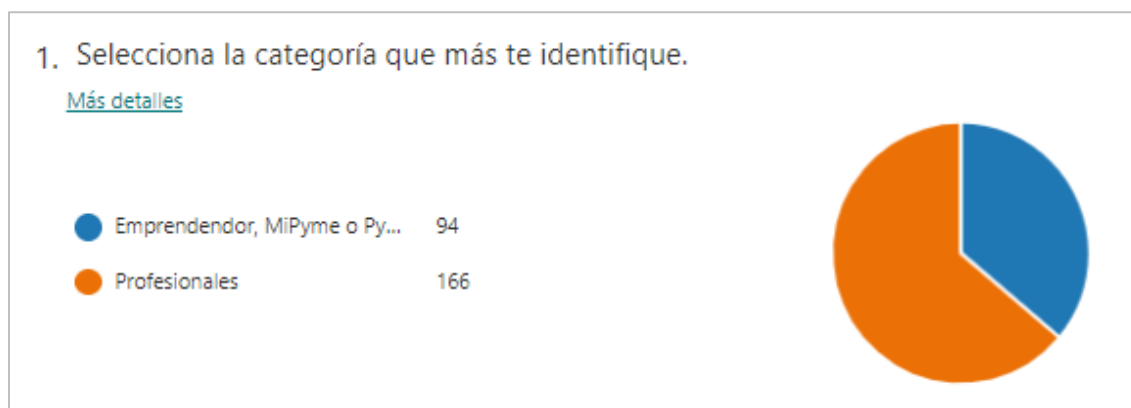 1. Selecciona la categoría que más te identifique.
Más detalles
Emprendendor, MiPyme o Py... 94
Profesionales 166